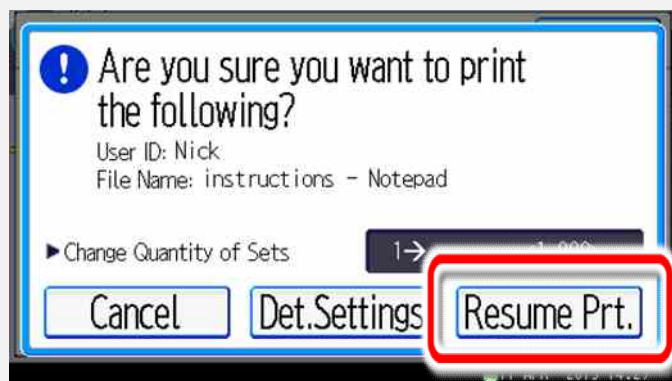 Are you sure you want to print
the following?
User ID: Nick
File Name: instructions - Notepad
▶Change Quantity of Sets 1→
Cancel Det.Settings Resume Prt.